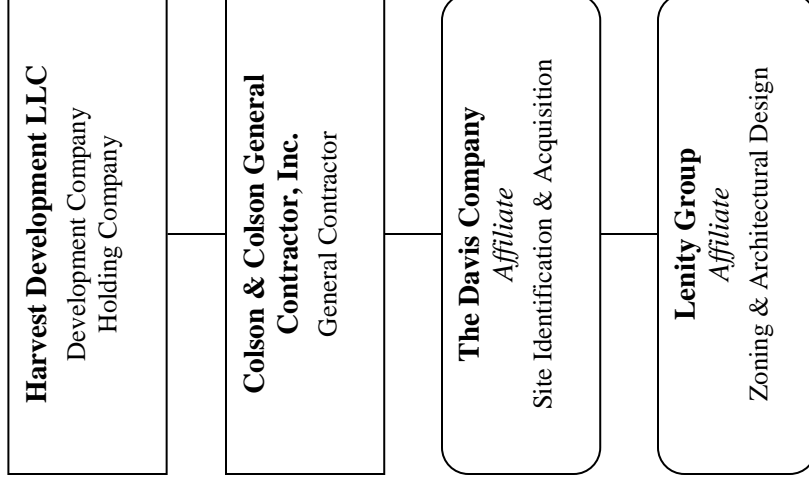 Harvest Development LLC
Development Company
Holding Company
Colson & Colson General
Contractor, Inc.
General Contractor
The Davis Company
Affiliate
Site Identification & Acquisition
Lenity Group
Affiliate
Zoning & Architectural Design